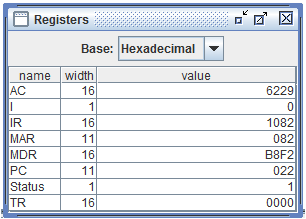 Registers
Base: Hexadecimal
name width value
AC 16 6229
I 1 0
IR 16 1082
MAR 11 082
MDR 16 B8F2
PC 11 022
Status 1 1
TR 16 0000